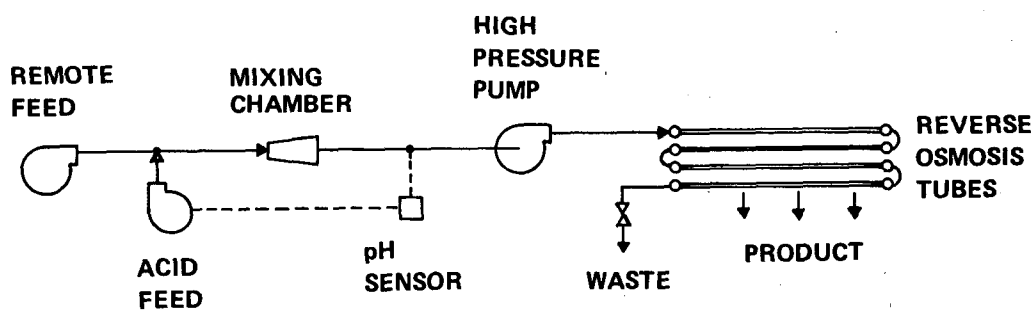 REMOTE
FEED
MIXING
CHAMBER
HIGH
PRESSURE
PUMP
REVERSE
OSMOSIS
TUBES
ACID
FEED
pH
SENSOR
WASTE
PRODUCT